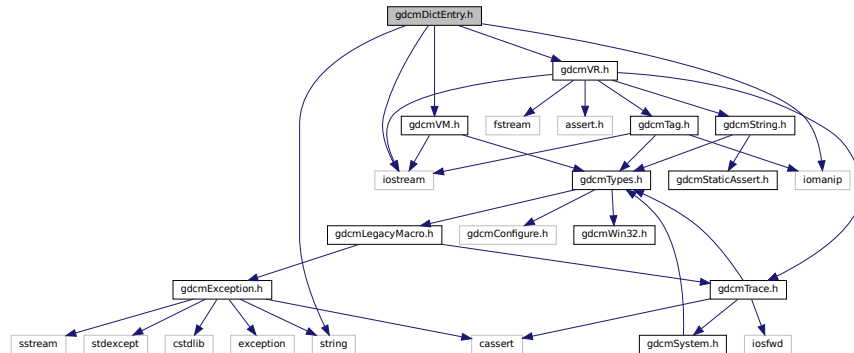 gdcmDictEntry.h
gdcmVR.h
gdcmVM.h
fstream
assert.h
gdcmTag.h
gdcmString.h
iostream
gdcmTypes.h
gdcmStaticAssert.h
iomanip
gdcmLegacyMacro.h
gdcmConfigure.h
gdcmWin32.h
gdcmException.h
gdcmTrace.h
sstream
stdexcept
cstdlib
exception
string
cassert
gdcmSystem.h
iosfwd